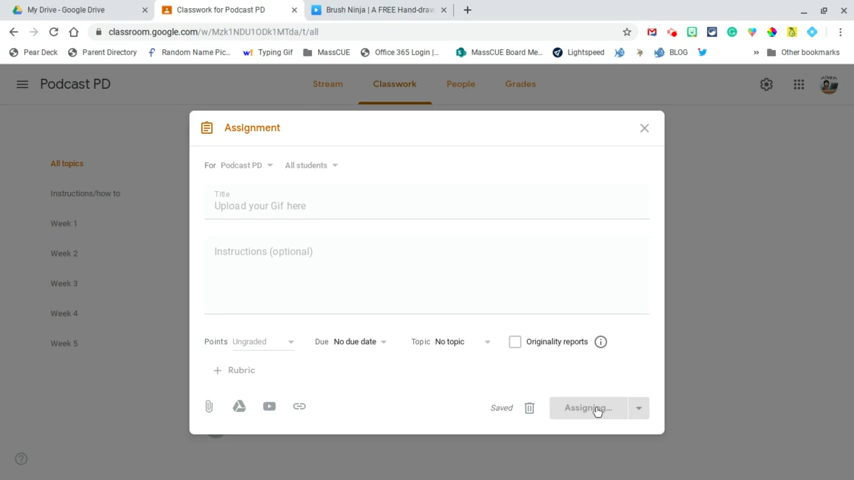 My Drive - Google Drive
Classwork for Podcast PD
Brush Ninja | A FREE Hand-draw
classroom.google.com/w/Mzk1NDU1ODk1MTda/t/all
Pear Deck
Parent Directory
Random Name Pic...
Typing Gif
MassCUE
Office 365 Login |...
MassCUE Board Me...
Lightspeed
BLOG
»
Other bookmarks
Podcast PD
Stream
Classwork
People
Grades
Assignment
For Podcast PD
All students
Title
Upload your Gif here
Instructions (optional)
Points Ungraded
Due No due date
Topic No topic
Originality reports
+ Rubric
Saved
Assigning...
All topics
Instructions/how to
Week 1
Week 2
Week 3
Week 4
Week 5